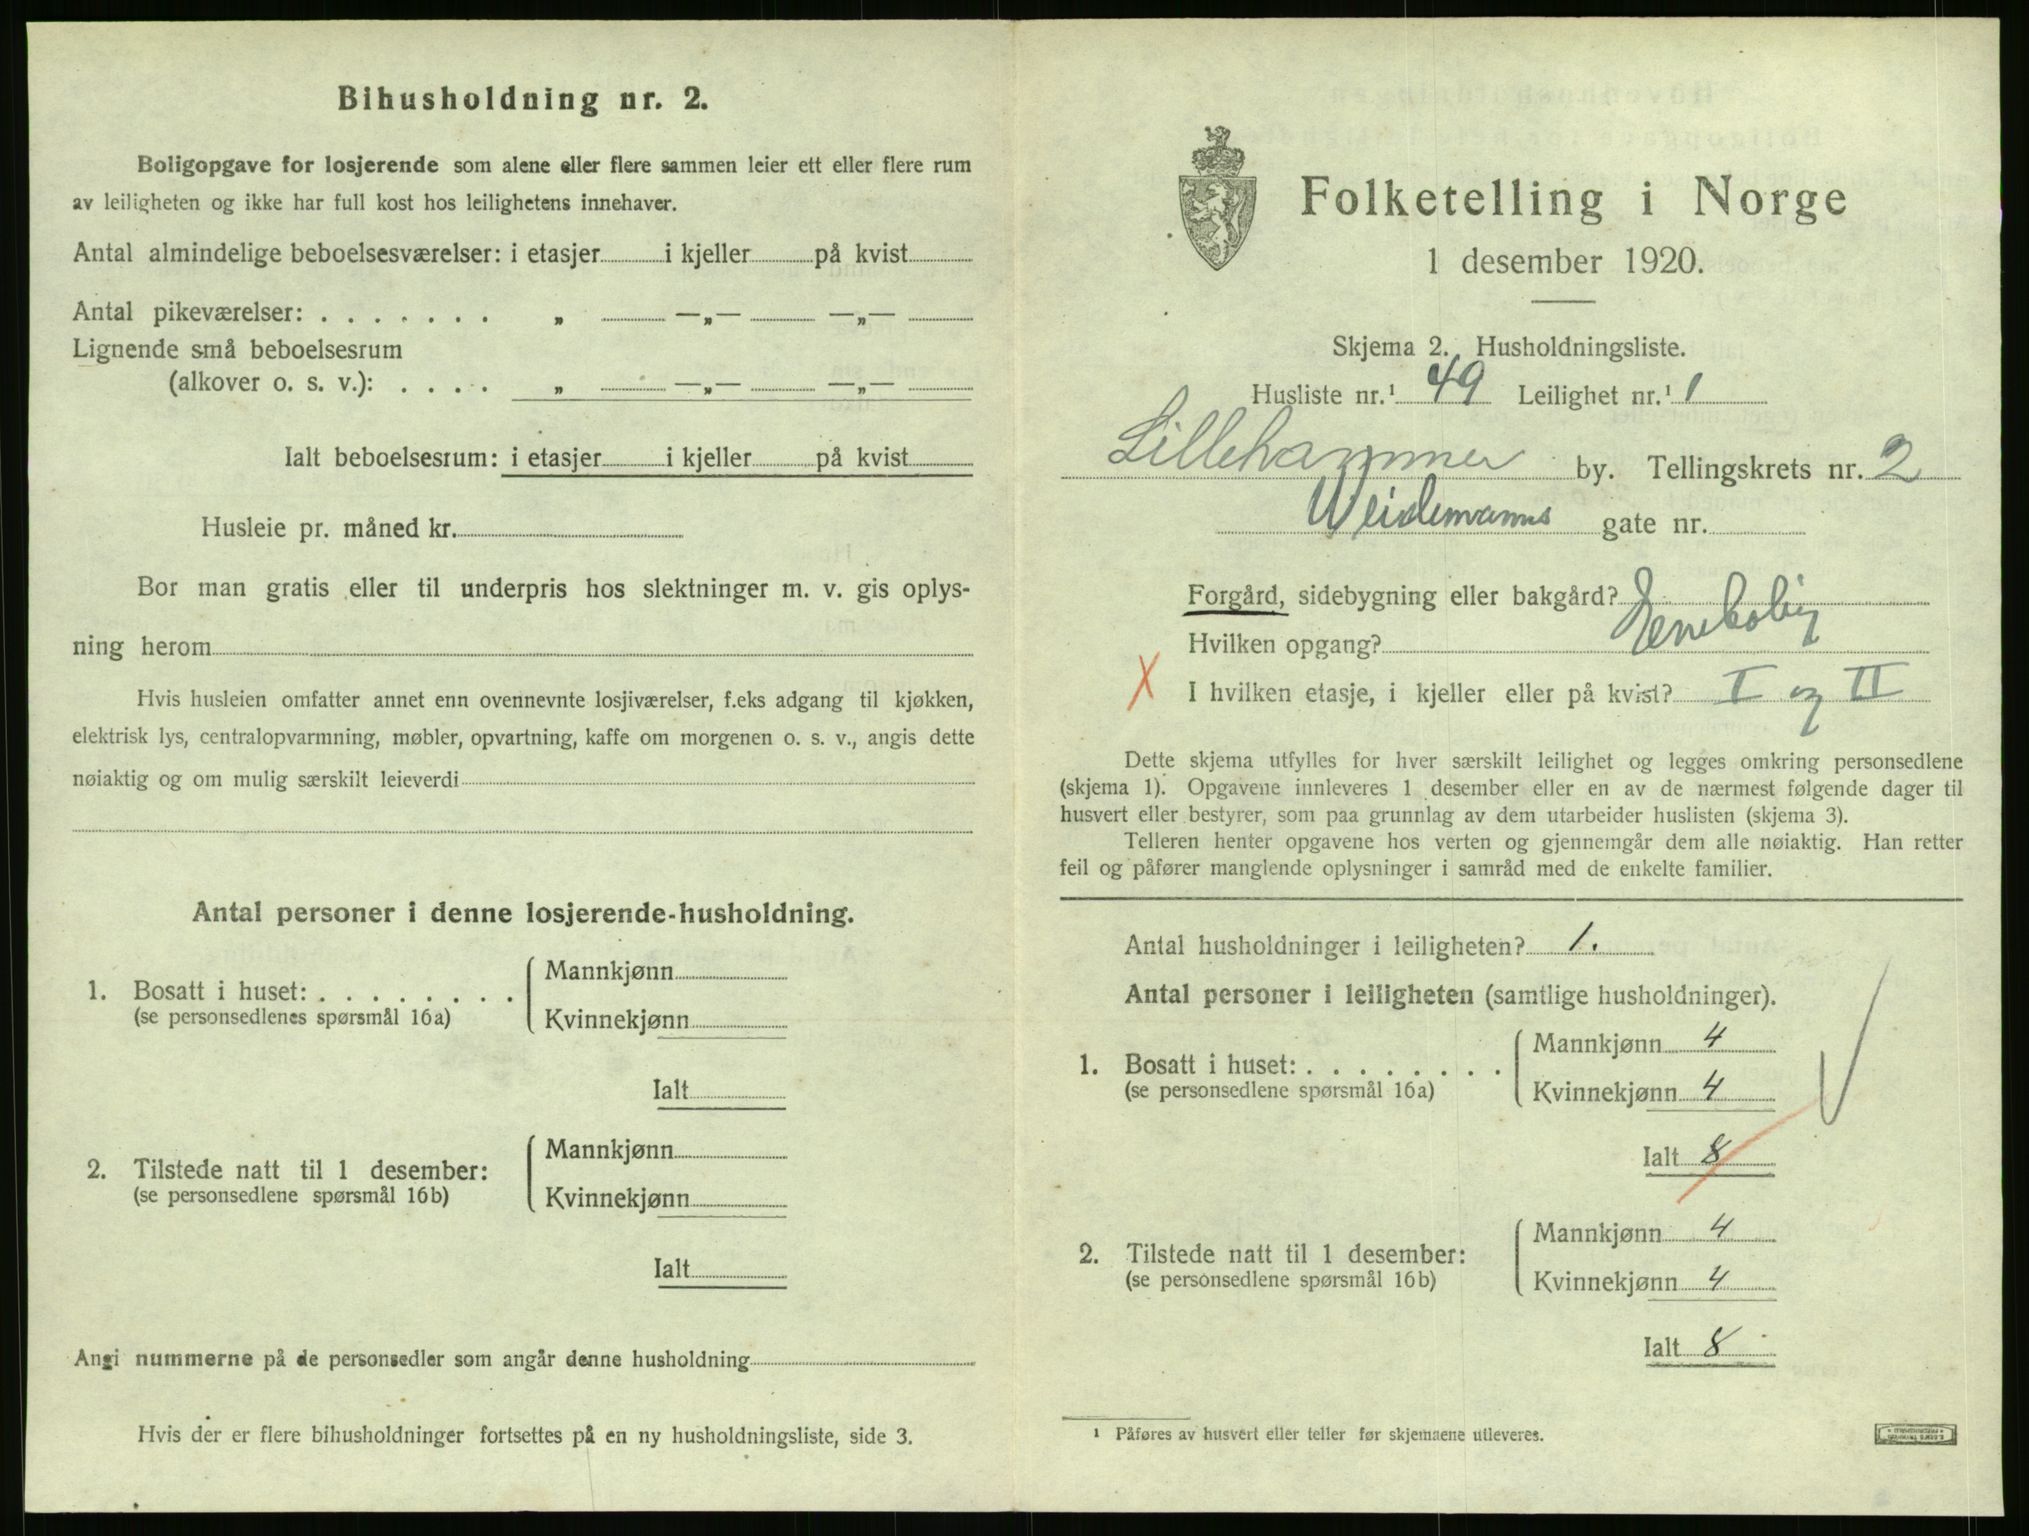 Bihusholdning nr. 2.
Boligopgave for losjerende som alene eller flere sammen leier ett eller flere rum
av leiligheten og ikke har full kost hos leilighetens innehaver.
Antal almindelige beboelsesværelser: i etasjer i kjeller på kvist
Antal pikeværelser: . . . . . . . „ —„— —„—
Lignende små beboelsesrum
(alkover o. s. v.): . . . . „ —„— —„—
Ialt beboelsesrum: i etasjer i kjeller på kvist
Husleie pr. måned kr.
Bor man gratis eller til underpris hos slektninger m. v. gis oplys-
ning herom
Hvis husleien omfatter annet enn ovennevnte losjiværelser, f.eks adgang til kjøkken,
elektrisk lys, centralopvarmning, møbler, opvartning, kaffe om morgenen o. s. v., angis dette
nøiaktig og om mulig særskilt leieverdi
Antal personer i denne losjerende-husholdning.
1. Bosatt i huset: . . . . . . . . Mannkjønn
(se personsedlenes spørsmål 16a) Kvinnekjønn
Ialt
2. Tilstede natt til 1 desember: Mannkjønn
(se personsedlene spørsmål 16b) Kvinnekjønn
Ialt
Angi nummerne på de personsedler som angår denne husholdning
Hvis der er flere bihusholdninger fortsettes på en ny husholdningsliste, side 3.
Folketelling i Norge
1 desember 1920.
Skjema 2. Husholdningsliste.
Husliste nr.¹ 49 Leilighet nr.¹ 1
Lillehammer by. Tellingskrets nr. 2
Weidemanns gate nr.
Forgård, sidebygning eller bakgård? Eneboliy
Hvilken opgang?
X I hvilken etasje, i kjeller eller på kvist? I og II
Dette skjema utfylles for hver særskilt leilighet og legges omkring personsedlene
(skjema 1). Opgavene innleveres 1 desember eller en av de nærmest følgende dager til
husvert eller bestyrer, som paa grunnlag av dem utarbeider huslisten (skjema 3).
Telleren henter opgavene hos verten og gjennemgår dem alle nøiaktig. Han retter
feil og påfører manglende oplysninger i samråd med de enkelte familier.
Antal husholdninger i leiligheten? 1.
Antal personer i leiligheten (samtlige husholdninger).
1. Bosatt i huset: . . . . . . . . Mannkjønn 4
(se personsedlene spørsmål 16a) Kvinnekjønn 4
Ialt 8
2. Tilstede natt til 1 desember: Mannkjønn 4
(se personsedlene spørsmål 16b) Kvinnekjønn 4
Ialt 8
¹ Påføres av husvert eller teller før skjemaene utleveres.